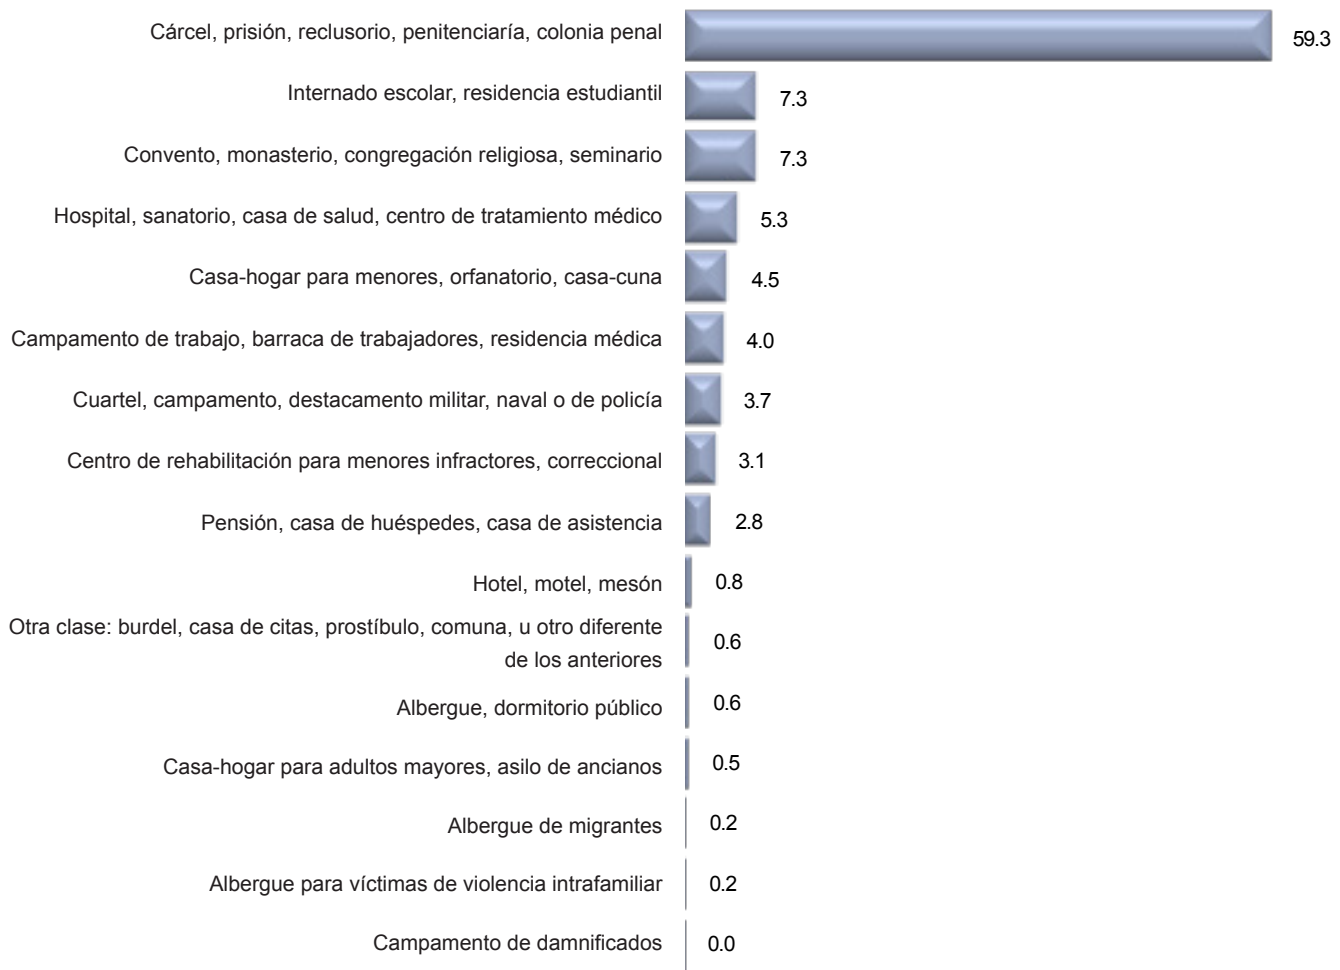 Cárcel, prisión, reclusorio, penitenciaría, colonia penal 59.3
Internado escolar, residencia estudiantil 7.3
Convento, monasterio, congregación religiosa, seminario 7.3
Hospital, sanatorio, casa de salud, centro de tratamiento médico 5.3
Casa-hogar para menores, orfanatorio, casa-cuna 4.5
Campamento de trabajo, barraca de trabajadores, residencia médica 4.0
Cuartel, campamento, destacamento militar, naval o de policía 3.7
Centro de rehabilitación para menores infractores, correccional 3.1
Pensión, casa de huéspedes, casa de asistencia 2.8
Hotel, motel, mesón 0.8
Otra clase: burdel, casa de citas, prostíbulo, comuna, u otro diferente
de los anteriores 0.6
Albergue, dormitorio público 0.6
Casa-hogar para adultos mayores, asilo de ancianos 0.5
Albergue de migrantes 0.2
Albergue para víctimas de violencia intrafamiliar 0.2
Campamento de damnificados 0.0